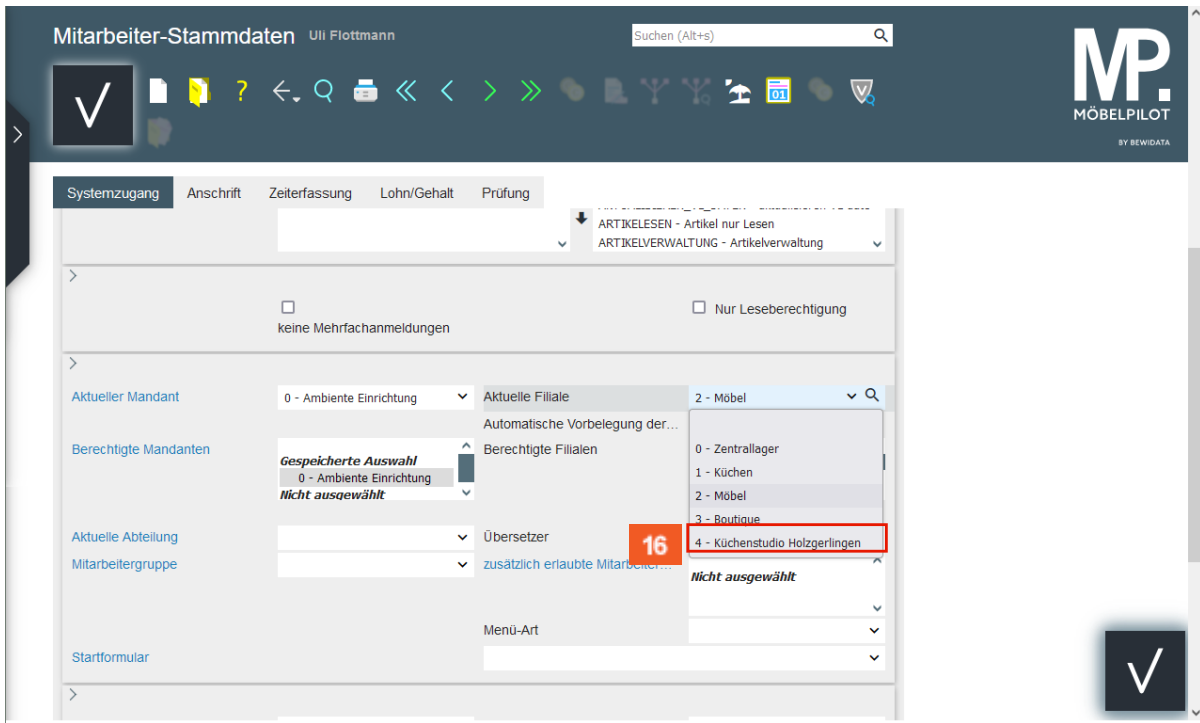 Mitarbeiter-Stammdaten Uli Flottmann
Suchen (Alt+s)
?
01
MP.
MÖBELPILOT
BY BEWIDATA
Systemzugang Anschrift Zeiterfassung Lohn/Gehalt Prüfung
ARTIKELESEN - Artikel nur Lesen
ARTIKELVERWALTUNG - Artikelverwaltung
keine Mehrfachanmeldungen
Nur Leseberechtigung
Aktueller Mandant 0 - Ambiente Einrichtung Aktuelle Filiale 2 - Möbel
Automatische Vorbelegung der...
Berechtigte Mandanten
Gespeicherte Auswahl
0 - Ambiente Einrichtung
Nicht ausgewählt
Berechtigte Filialen
0 - Zentrallager
1 - Küchen
2 - Möbel
3 - Boutique
4 - Küchenstudio Holzgerlingen
16
Aktuelle Abteilung Übersetzer
Mitarbeitergruppe zusätzlich erlaubte Mitarbeiter...
Nicht ausgewählt
Menü-Art
Startformular